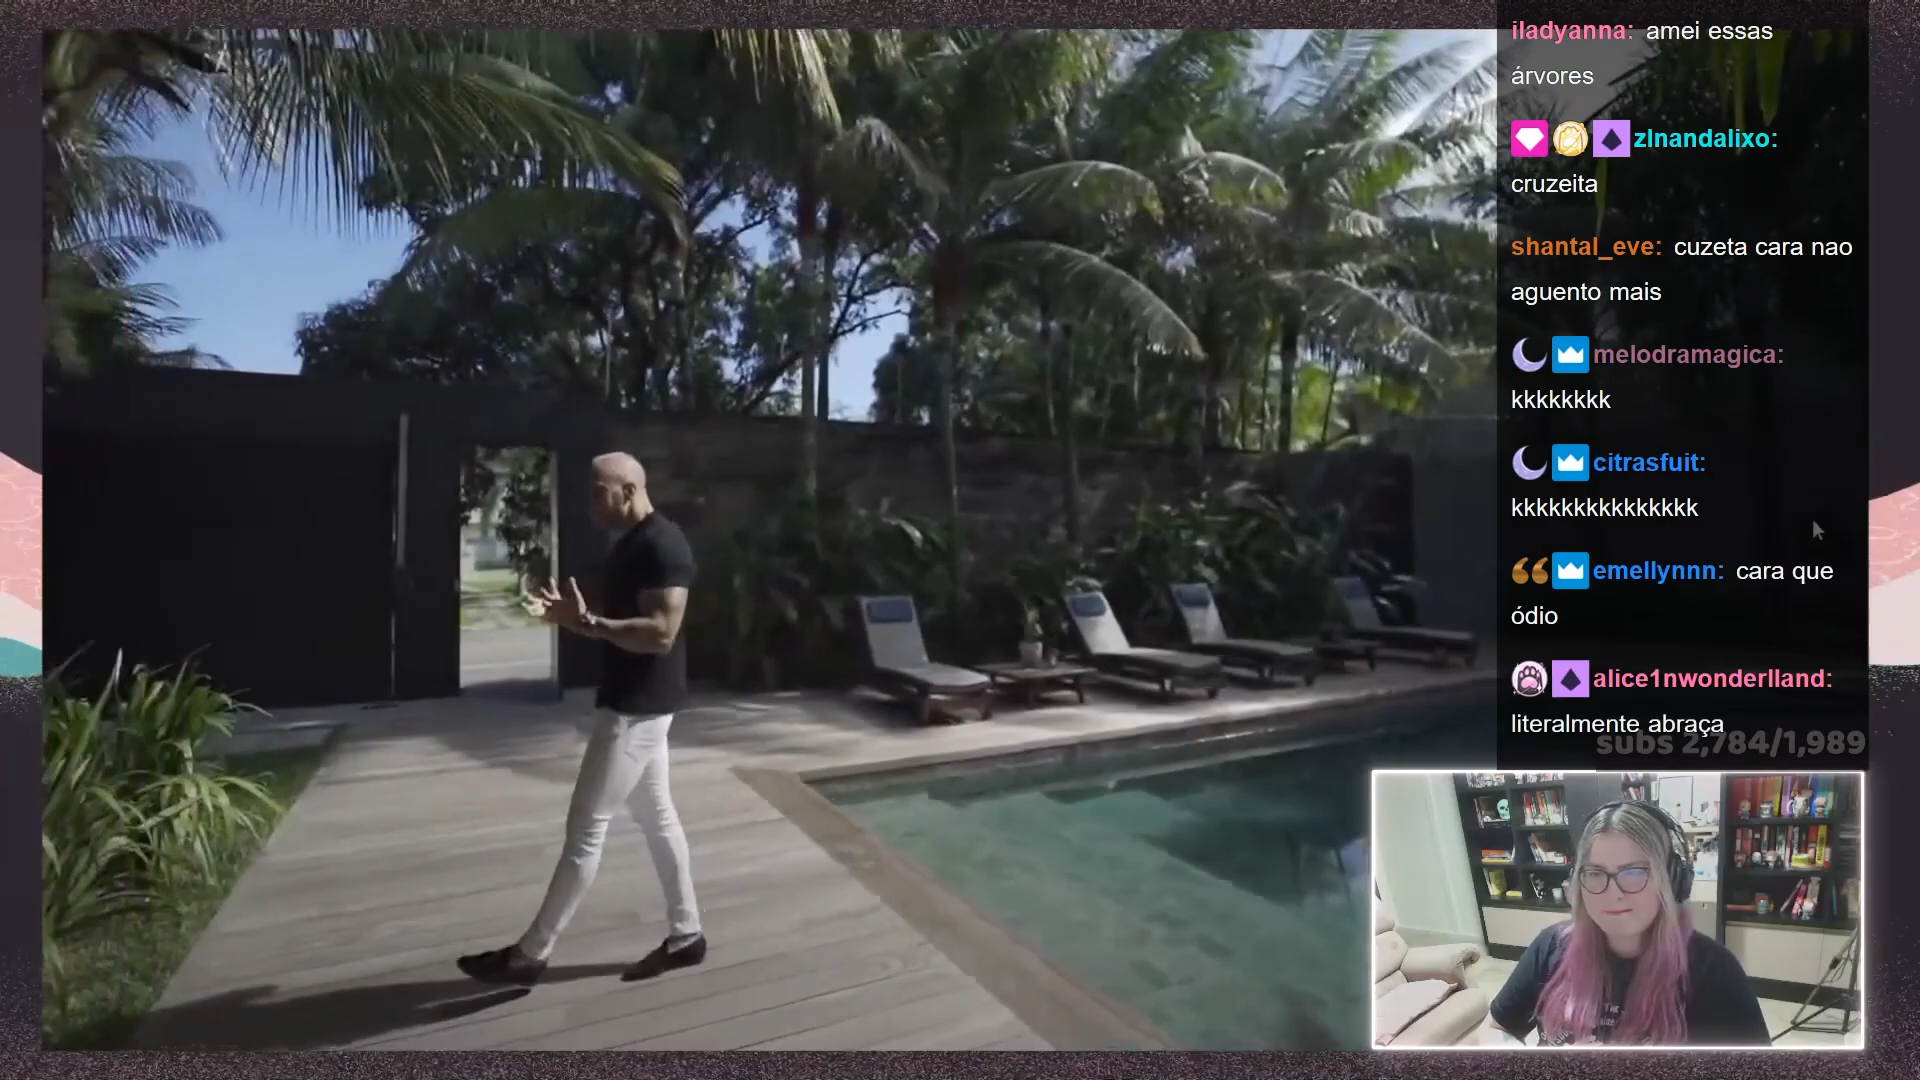 iladyanna: amei essas
árvores
zlnandalixo:
cruzeita
shantal_eve: cuzeta cara nao
aguento mais
melodramagica:
kkkkkkkk
citrasfuit:
kkkkkkkkkkkkkkk
emellynnn: cara que
ódio
alice1nwonderlland:
literalmente abraça
subs 2,784/1,989